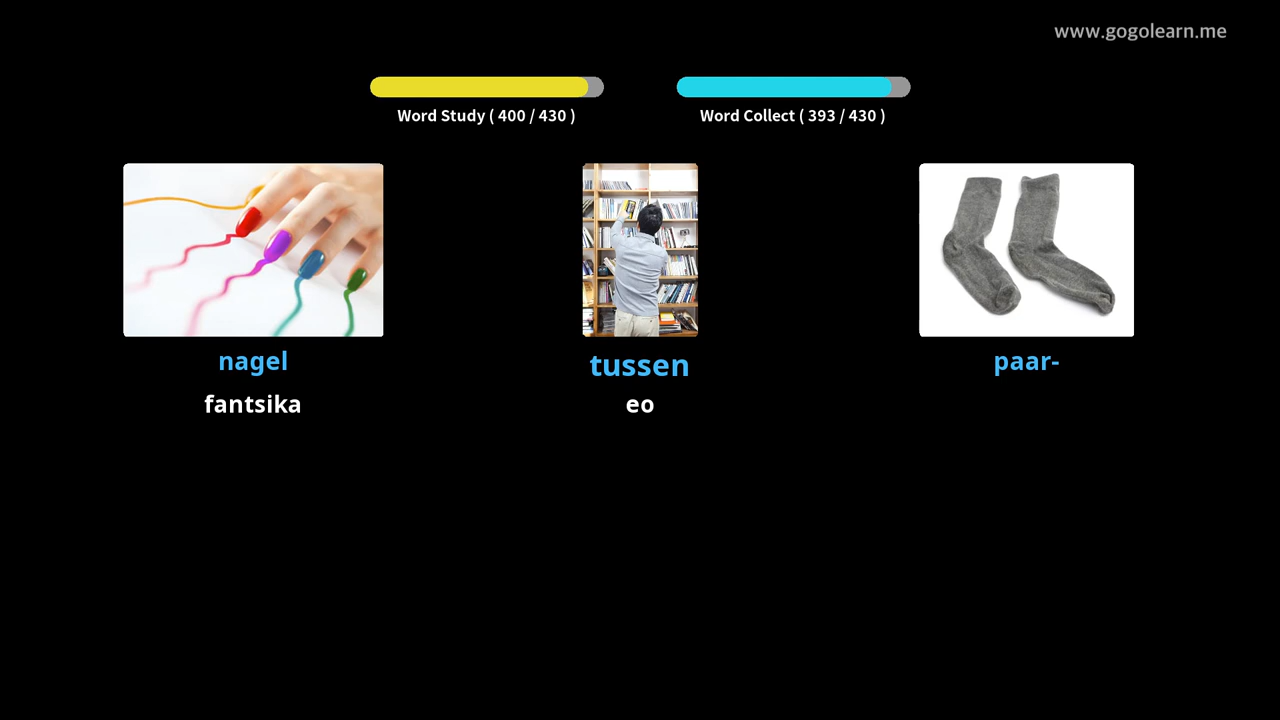 www.gogolearn.me
Word Study ( 400 / 430 )
Word Collect ( 393 / 430 )
nagel
tussen
paar-
fantsika
eo